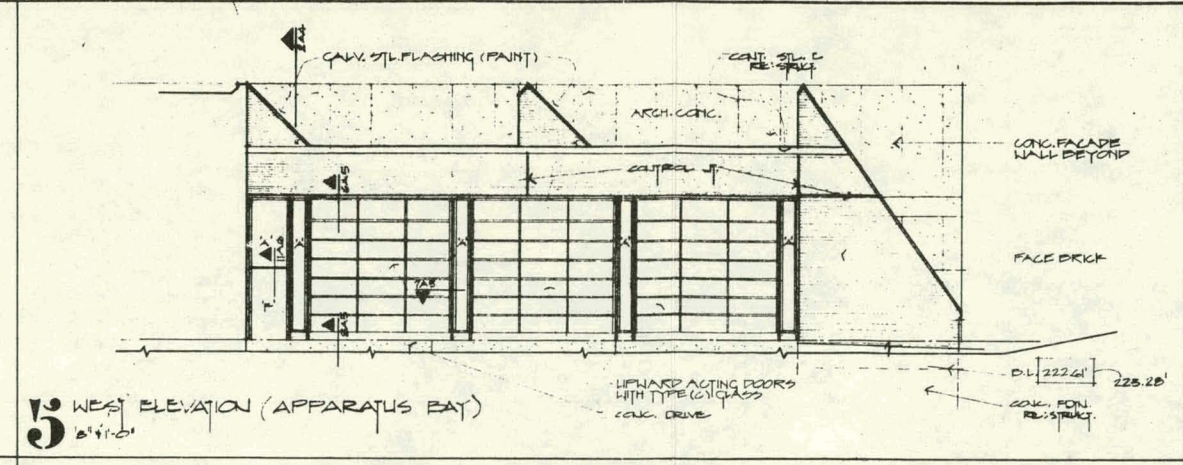 GALV. STL. FLASHING (PAINT)
CONT. STL. C
RE: STRUCT.
ARCH. CONC.
CONC. FACADE
WALL BEYOND
CONTROL JT.
FACE BRICK
UPWARD ACTING DOORS
WITH TYPE (C) GLASS
CONC. DRIVE
B.L. 222.61'
223.28'
CONC. FDN.
RE: STRUCT.
5 WEST ELEVATION (APPARATUS BAY)